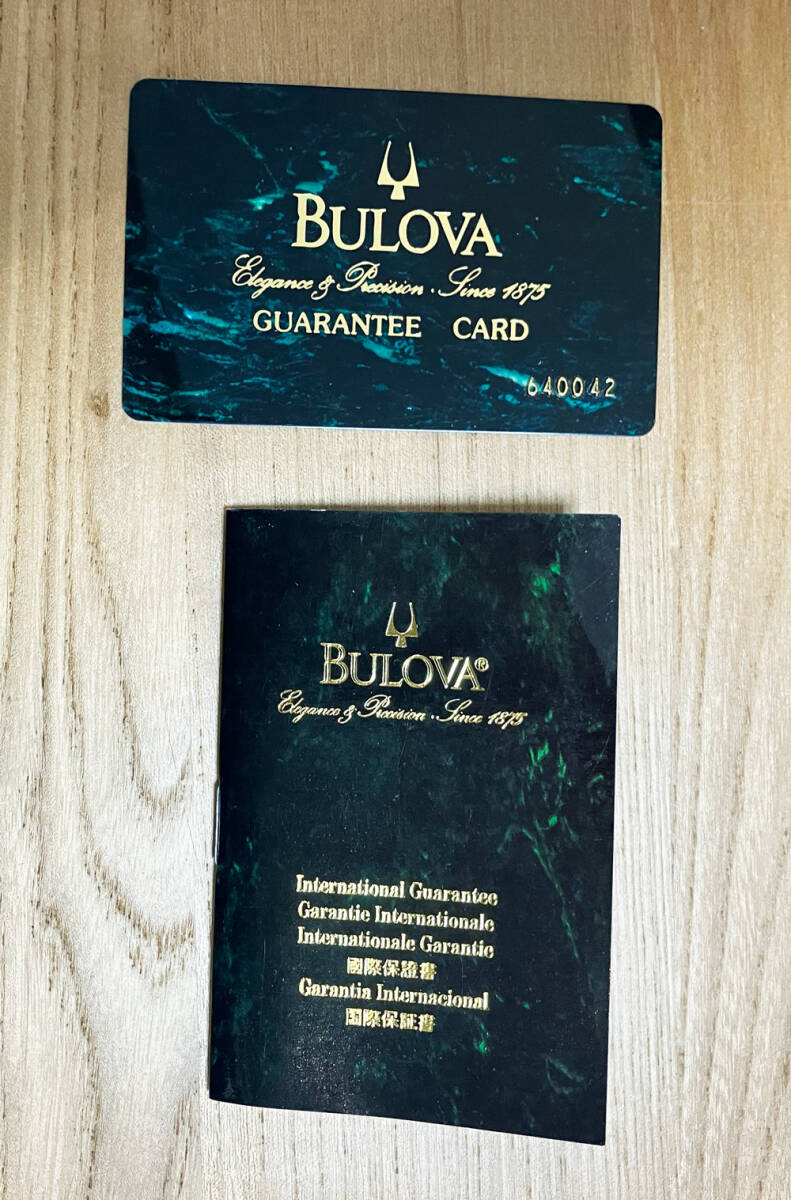 BULOVA
Elegance & Precision · Since 1875
GUARANTEE CARD
640042
BULOVA®
Elegance & Precision · Since 1875
International Guarantee
Garantie Internationale
Internationale Garantie
國際保證書
Garantia Internacional
国際保証書